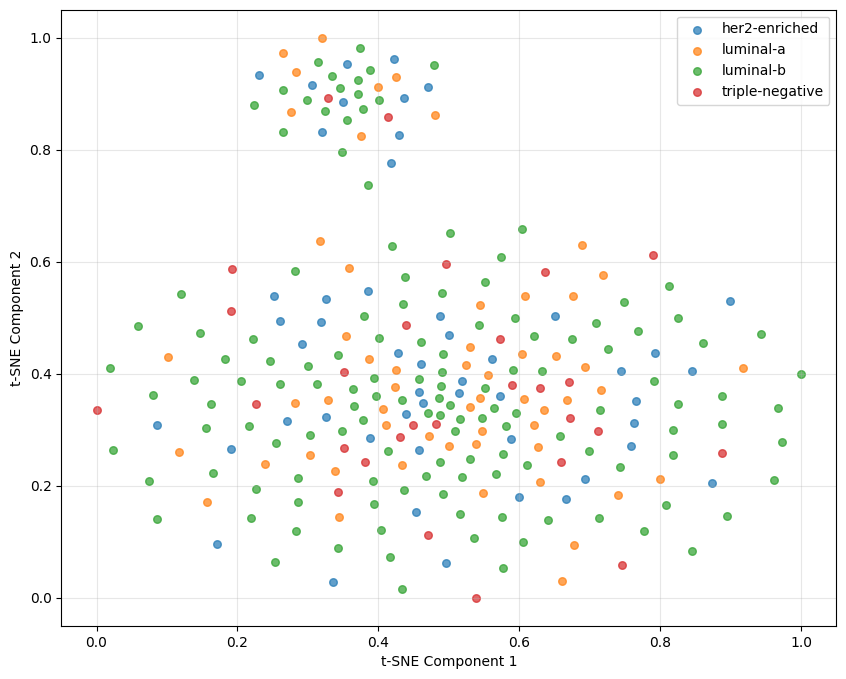 her2-enriched
luminal-a
luminal-b
triple-negative
t-SNE Component 2
1.0
0.8
0.6
0.4
0.2
0.0
0.0 0.2 0.4 0.6 0.8 1.0
t-SNE Component 1